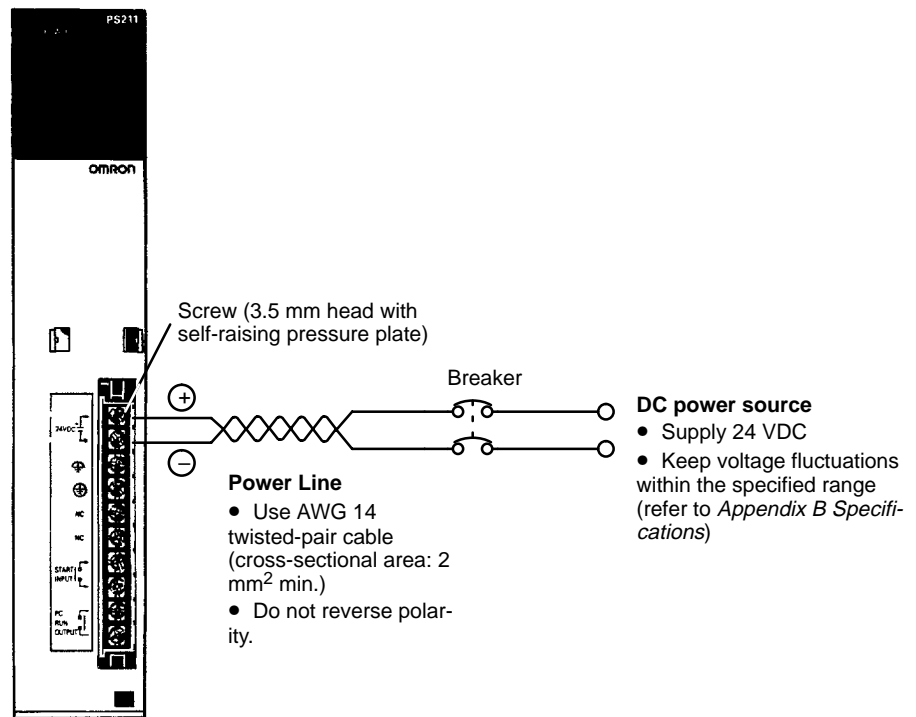 PS211
OMRON
Screw (3.5 mm head with
self-raising pressure plate)
Breaker
+
−
24VDC
NC
NC
START
INPUT
PC
RUN
OUTPUT
Power Line
• Use AWG 14
twisted-pair cable
(cross-sectional area: 2
mm² min.)
• Do not reverse polar-
ity.
DC power source
• Supply 24 VDC
• Keep voltage fluctuations
within the specified range
(refer to Appendix B Specifi-
cations)